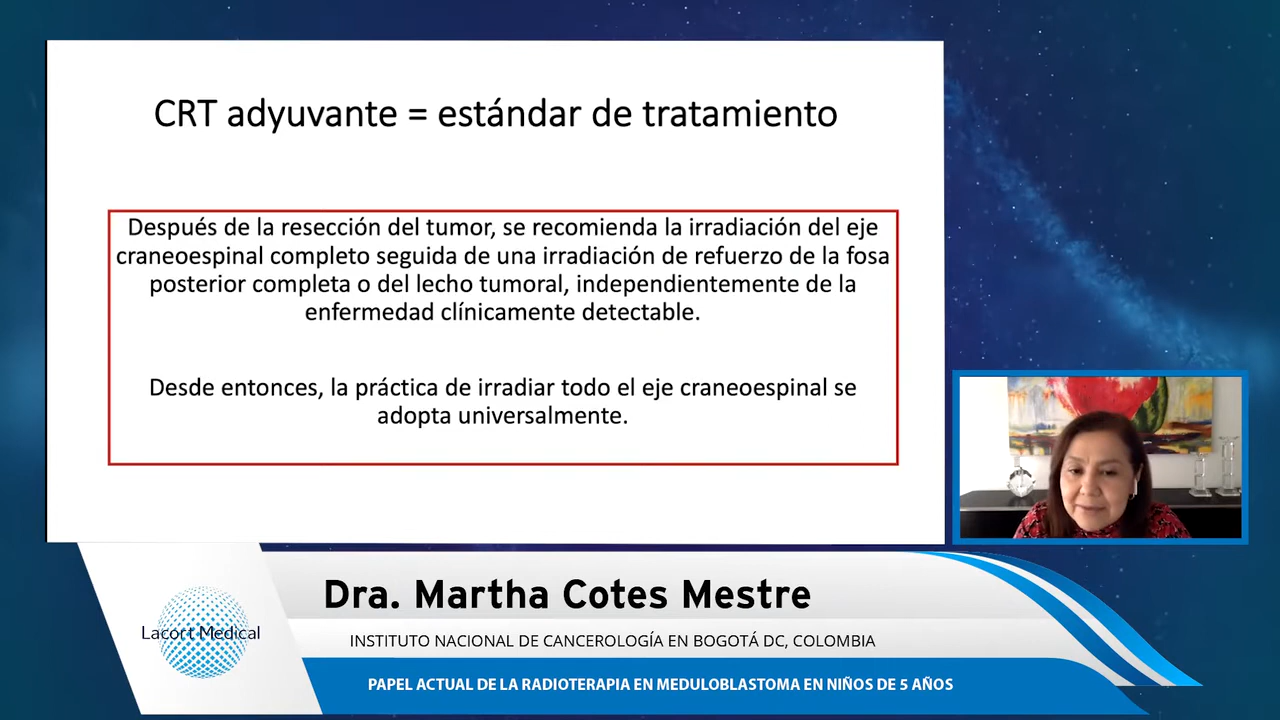 CRT adyuvante = estándar de tratamiento
Después de la resección del tumor, se recomienda la irradiación del eje
craneoespinal completo seguida de una irradiación de refuerzo de la fosa
posterior completa o del lecho tumoral, independientemente de la
enfermedad clínicamente detectable.
Desde entonces, la práctica de irradiar todo el eje craneoespinal se
adopta universalmente.
Dra. Martha Cotes Mestre
Lacort Medical
INSTITUTO NACIONAL DE CANCEROLOGÍA EN BOGOTÁ DC, COLOMBIA
PAPEL ACTUAL DE LA RADIOTERAPIA EN MEDULOBLASTOMA EN NIÑOS DE 5 AÑOS